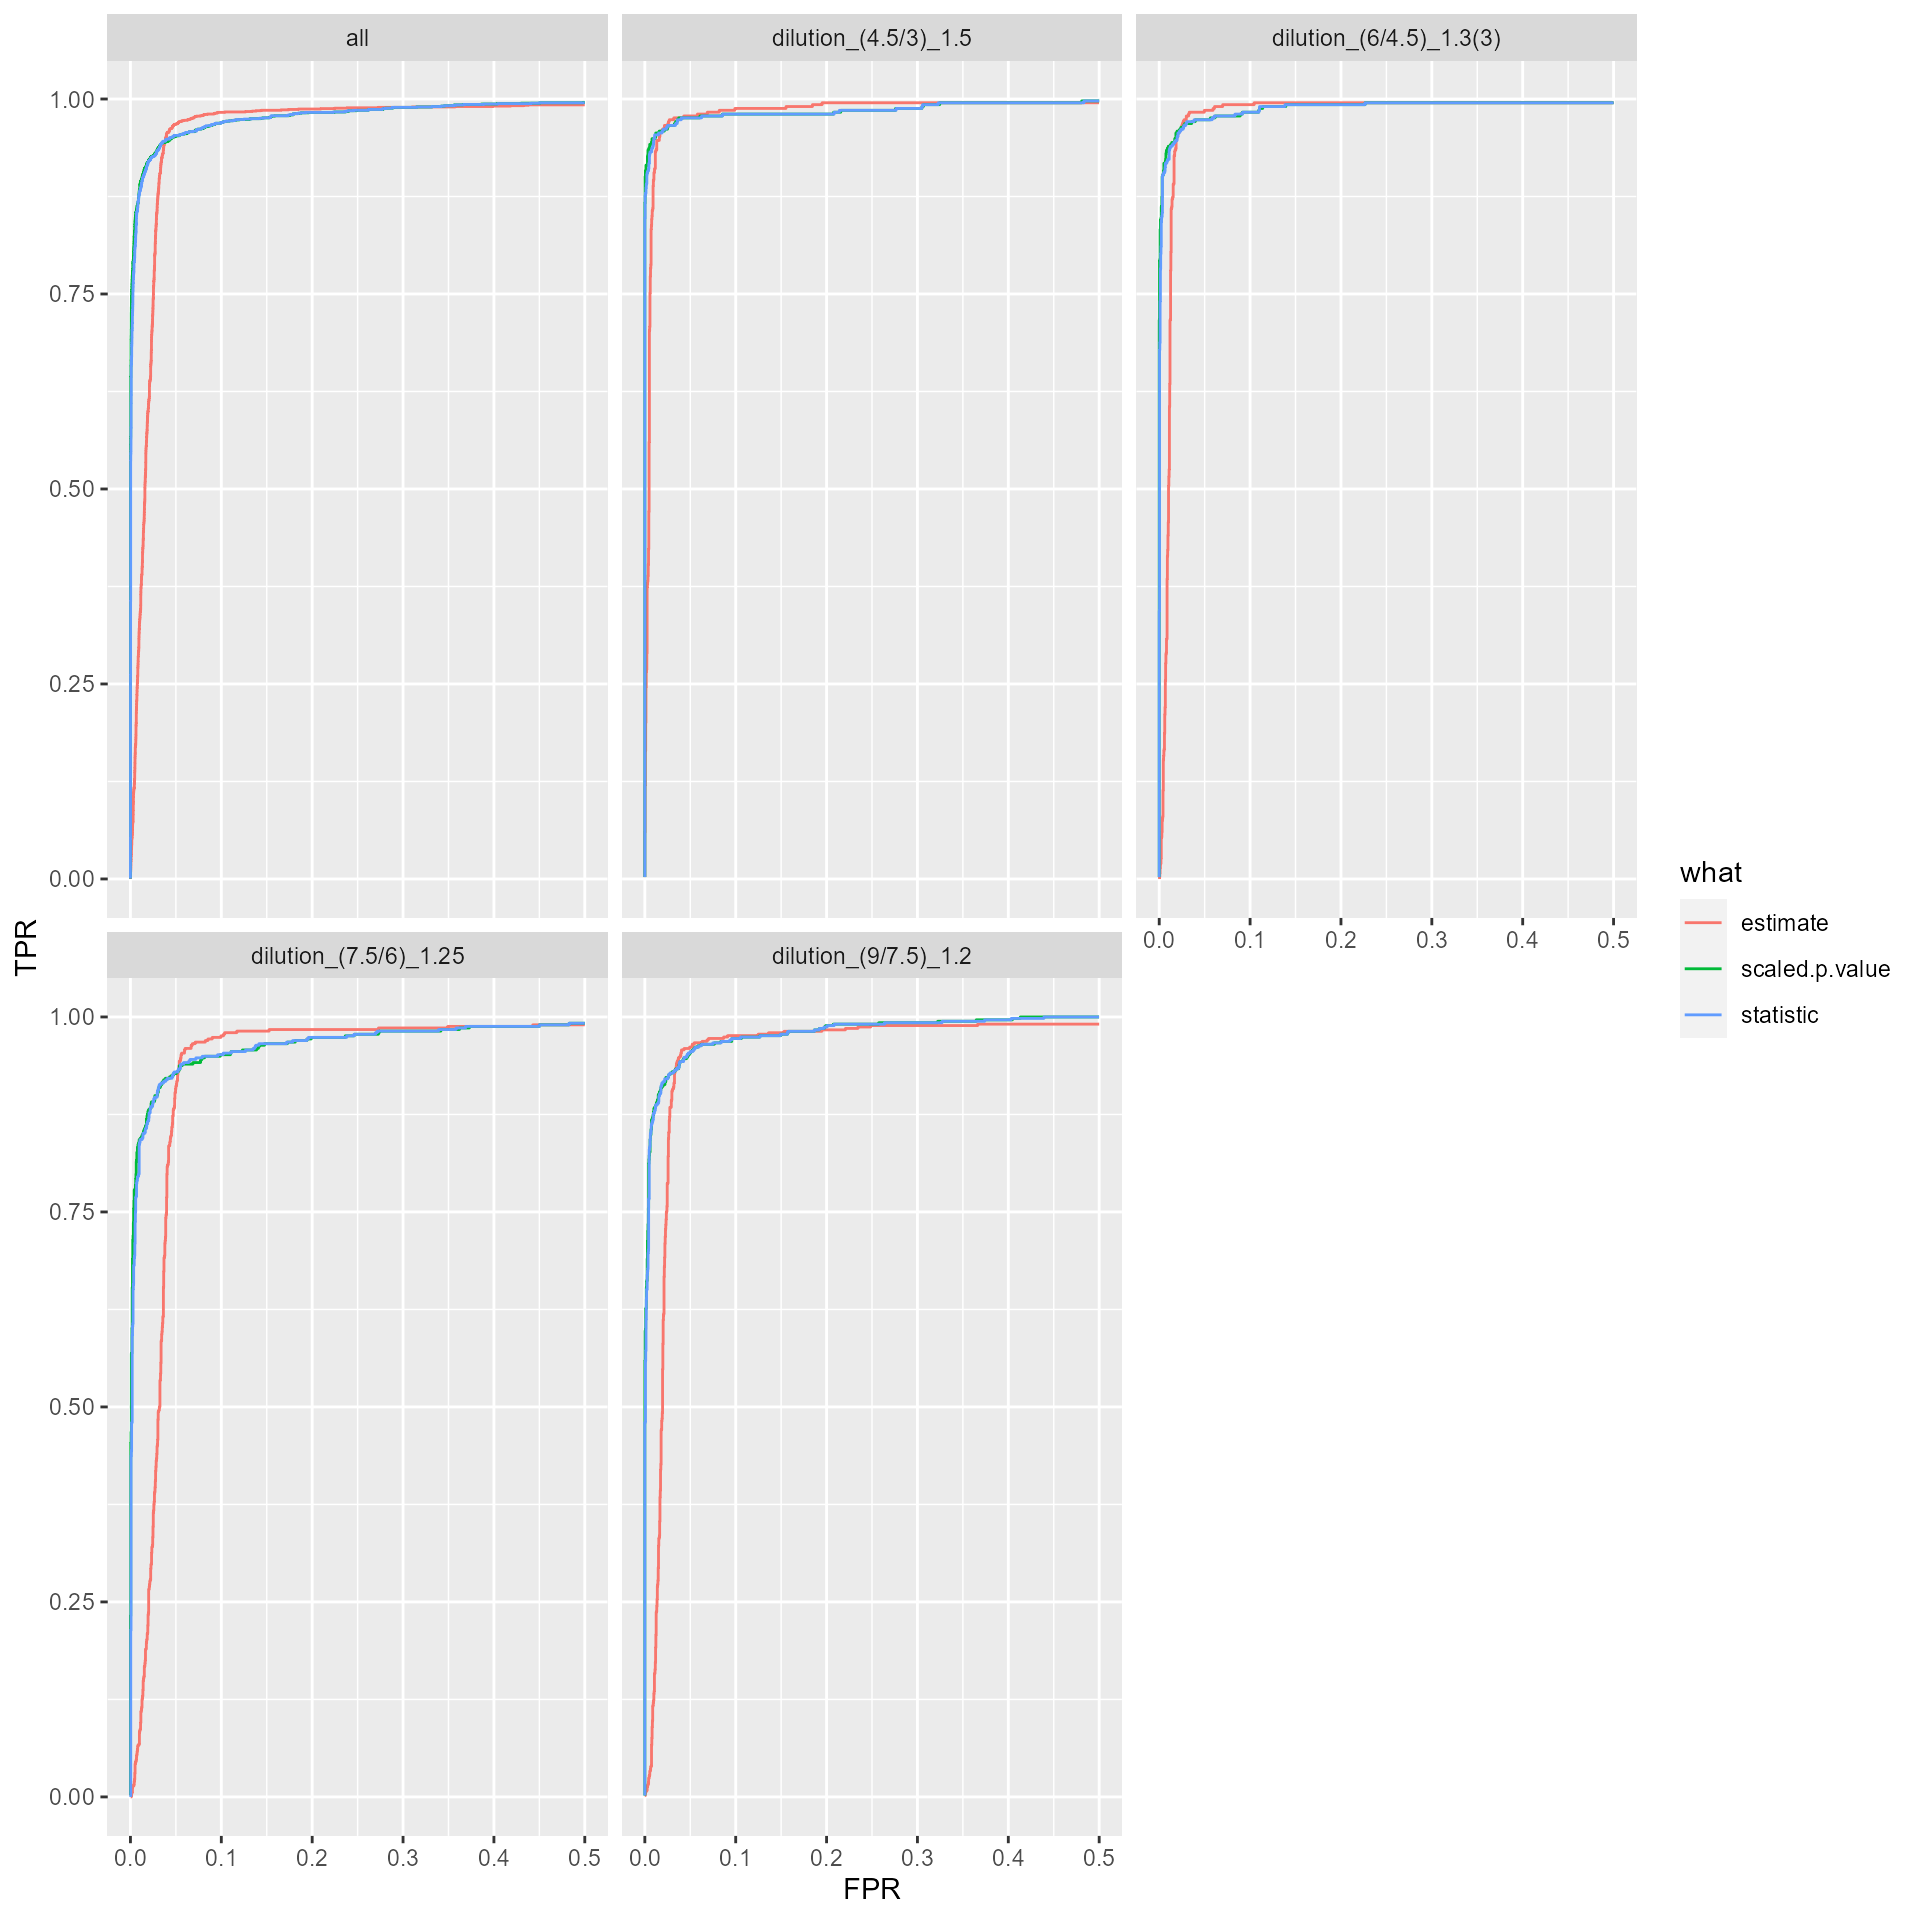 all
dilution_(4.5/3)_1.5
dilution_(6/4.5)_1.3(3)
1.00
0.75
0.50
0.25
0.00
0.0 0.1 0.2 0.3 0.4 0.5
TPR
dilution_(7.5/6)_1.25
dilution_(9/7.5)_1.2
1.00
0.75
0.50
0.25
0.00
0.0 0.1 0.2 0.3 0.4 0.5
0.0 0.1 0.2 0.3 0.4 0.5
FPR
what
estimate
scaled.p.value
statistic